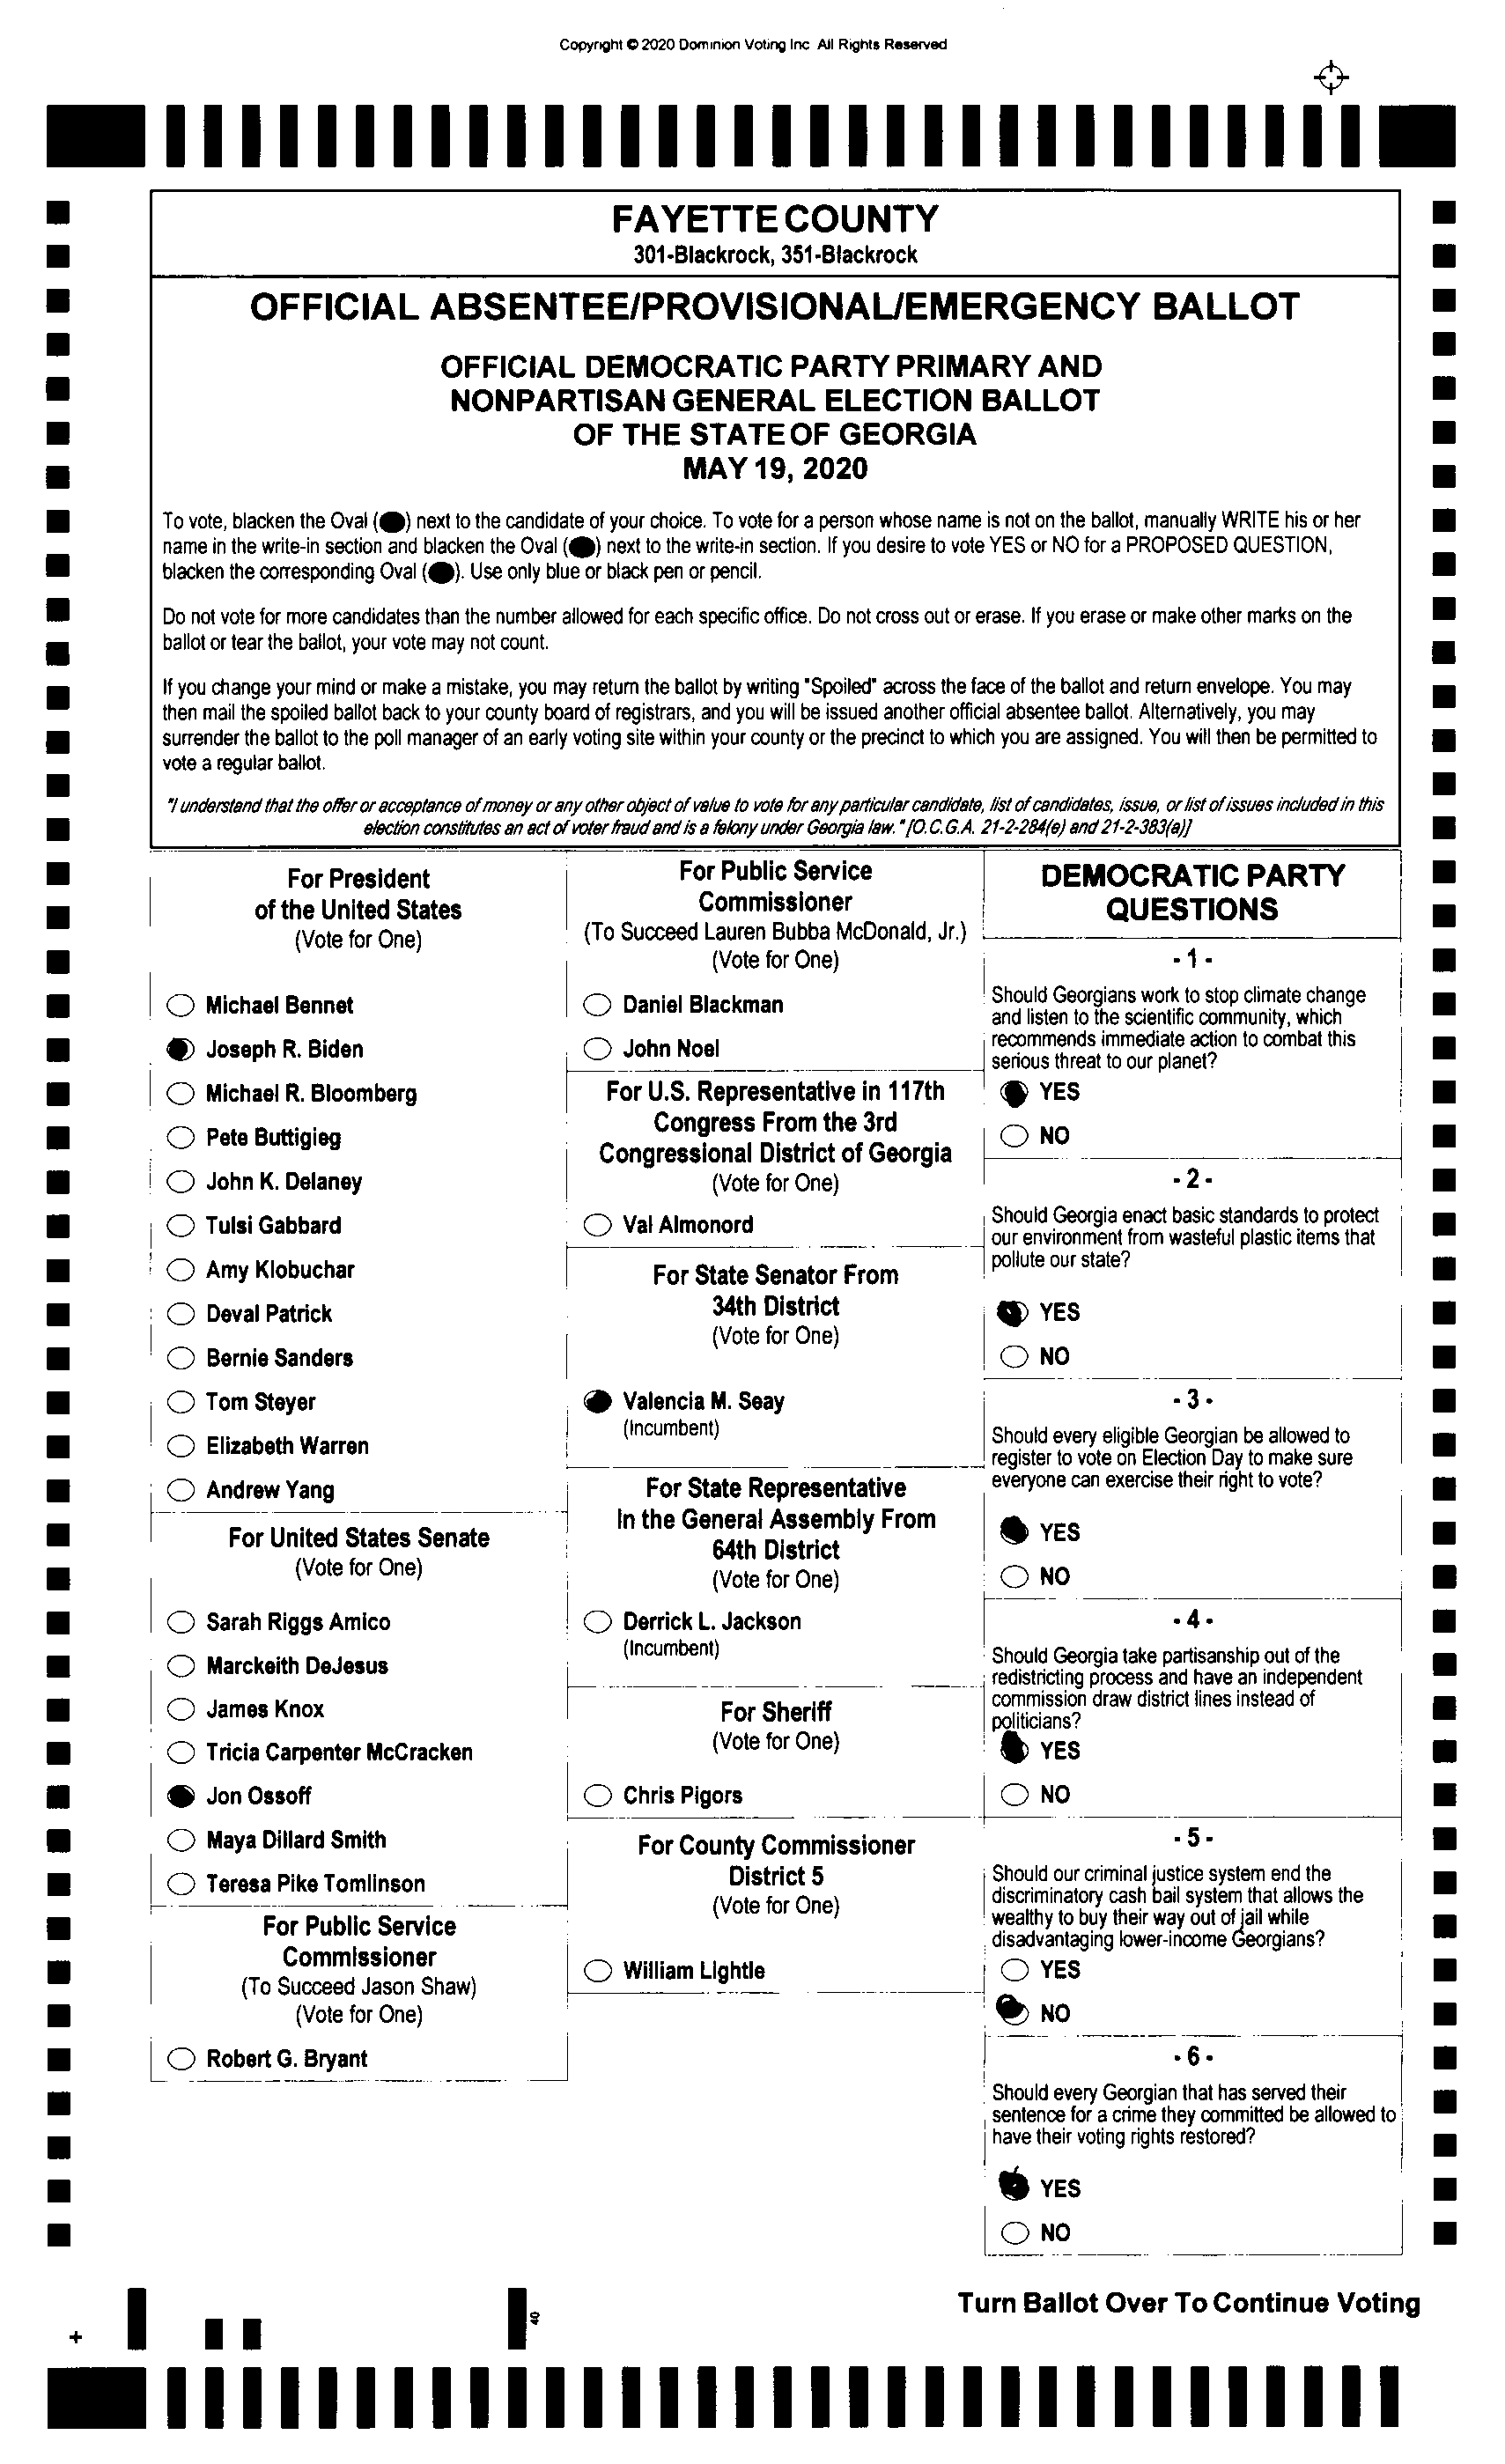 Copyright © 2020 Dominion Voting Inc All Rights Reserved
FAYETTE COUNTY
301-Blackrock, 351-Blackrock
OFFICIAL ABSENTEE/PROVISIONAL/EMERGENCY BALLOT
OFFICIAL DEMOCRATIC PARTY PRIMARY AND
NONPARTISAN GENERAL ELECTION BALLOT
OF THE STATE OF GEORGIA
MAY 19, 2020
To vote, blacken the Oval ( ) next to the candidate of your choice. To vote for a person whose name is not on the ballot, manually WRITE his or her
name in the write-in section and blacken the Oval ( ) next to the write-in section. If you desire to vote YES or NO for a PROPOSED QUESTION,
blacken the corresponding Oval ( ). Use only blue or black pen or pencil.
Do not vote for more candidates than the number allowed for each specific office. Do not cross out or erase. If you erase or make other marks on the
ballot or tear the ballot, your vote may not count.
If you change your mind or make a mistake, you may return the ballot by writing "Spoiled" across the face of the ballot and return envelope. You may
then mail the spoiled ballot back to your county board of registrars, and you will be issued another official absentee ballot. Alternatively, you may
surrender the ballot to the poll manager of an early voting site within your county or the precinct to which you are assigned. You will then be permitted to
vote a regular ballot.
"I understand that the offer or acceptance of money or any other object of value to vote for any particular candidate, list of candidates, issue, or list of issues included in this
election constitutes an act of voter fraud and is a felony under Georgia law." [O.C.G.A. 21-2-284(e) and 21-2-383(a)]
For President
of the United States
(Vote for One)
Michael Bennet
Joseph R. Biden
Michael R. Bloomberg
Pete Buttigieg
John K. Delaney
Tulsi Gabbard
Amy Klobuchar
Deval Patrick
Bernie Sanders
Tom Steyer
Elizabeth Warren
Andrew Yang
For United States Senate
(Vote for One)
Sarah Riggs Amico
Marckeith DeJesus
James Knox
Tricia Carpenter McCracken
Jon Ossoff
Maya Dillard Smith
Teresa Pike Tomlinson
For Public Service
Commissioner
(To Succeed Jason Shaw)
(Vote for One)
Robert G. Bryant
For Public Service
Commissioner
(To Succeed Lauren Bubba McDonald, Jr.)
(Vote for One)
Daniel Blackman
John Noel
For U.S. Representative in 117th
Congress From the 3rd
Congressional District of Georgia
(Vote for One)
Val Almonord
For State Senator From
34th District
(Vote for One)
Valencia M. Seay
(Incumbent)
For State Representative
In the General Assembly From
64th District
(Vote for One)
Derrick L. Jackson
(Incumbent)
For Sheriff
(Vote for One)
Chris Pigors
For County Commissioner
District 5
(Vote for One)
William Lightle
DEMOCRATIC PARTY
QUESTIONS
- 1 -
Should Georgians work to stop climate change
and listen to the scientific community, which
recommends immediate action to combat this
serious threat to our planet?
YES
NO
- 2 -
Should Georgia enact basic standards to protect
our environment from wasteful plastic items that
pollute our state?
YES
NO
- 3 -
Should every eligible Georgian be allowed to
register to vote on Election Day to make sure
everyone can exercise their right to vote?
YES
NO
- 4 -
Should Georgia take partisanship out of the
redistricting process and have an independent
commission draw district lines instead of
politicians?
YES
NO
- 5 -
Should our criminal justice system end the
discriminatory cash bail system that allows the
wealthy to buy their way out of jail while
disadvantaging lower-income Georgians?
YES
NO
- 6 -
Should every Georgian that has served their
sentence for a crime they committed be allowed to
have their voting rights restored?
YES
NO
Turn Ballot Over To Continue Voting